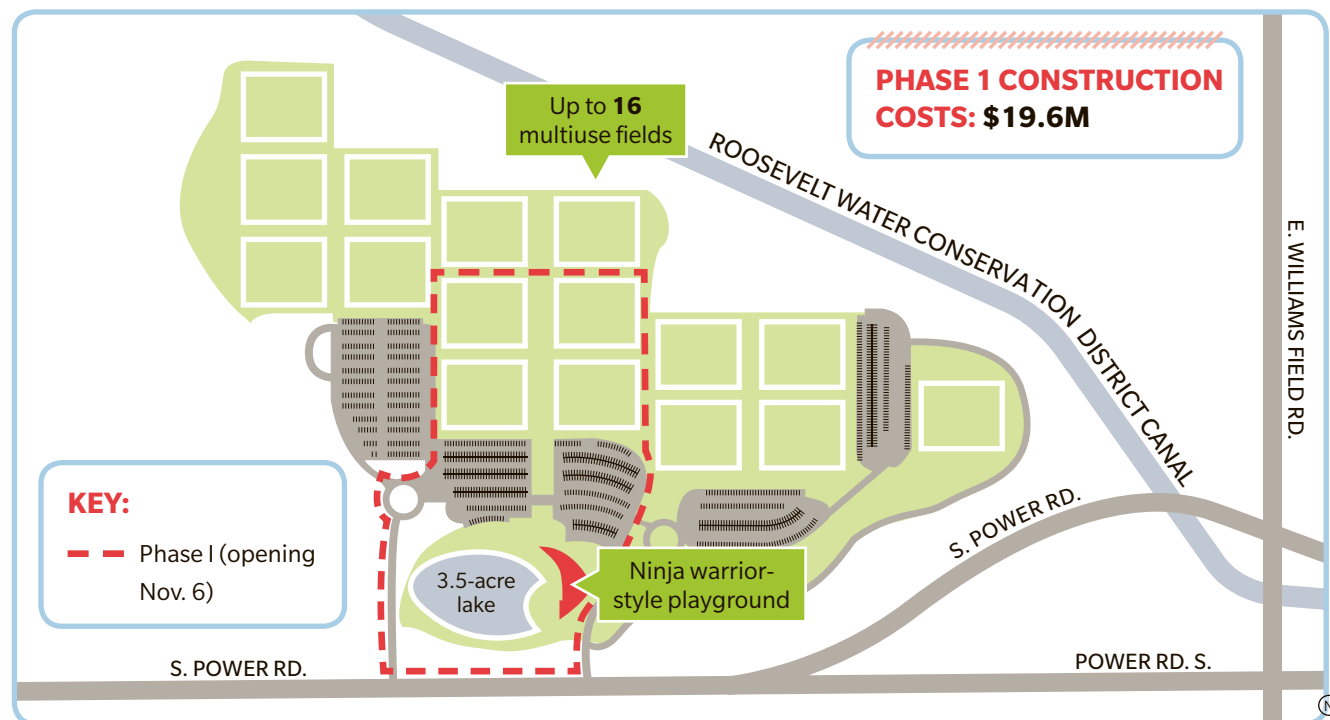 PHASE 1 CONSTRUCTION
COSTS: $19.6M
Up to 16
multiuse fields
ROOSEVELT WATER CONSERVATION DISTRICT CANAL
E. WILLIAMS FIELD RD.
KEY:
Phase I (opening
Nov. 6)
S. POWER RD.
3.5-acre
lake
Ninja warrior-
style playground
S. POWER RD.
POWER RD. S.
N